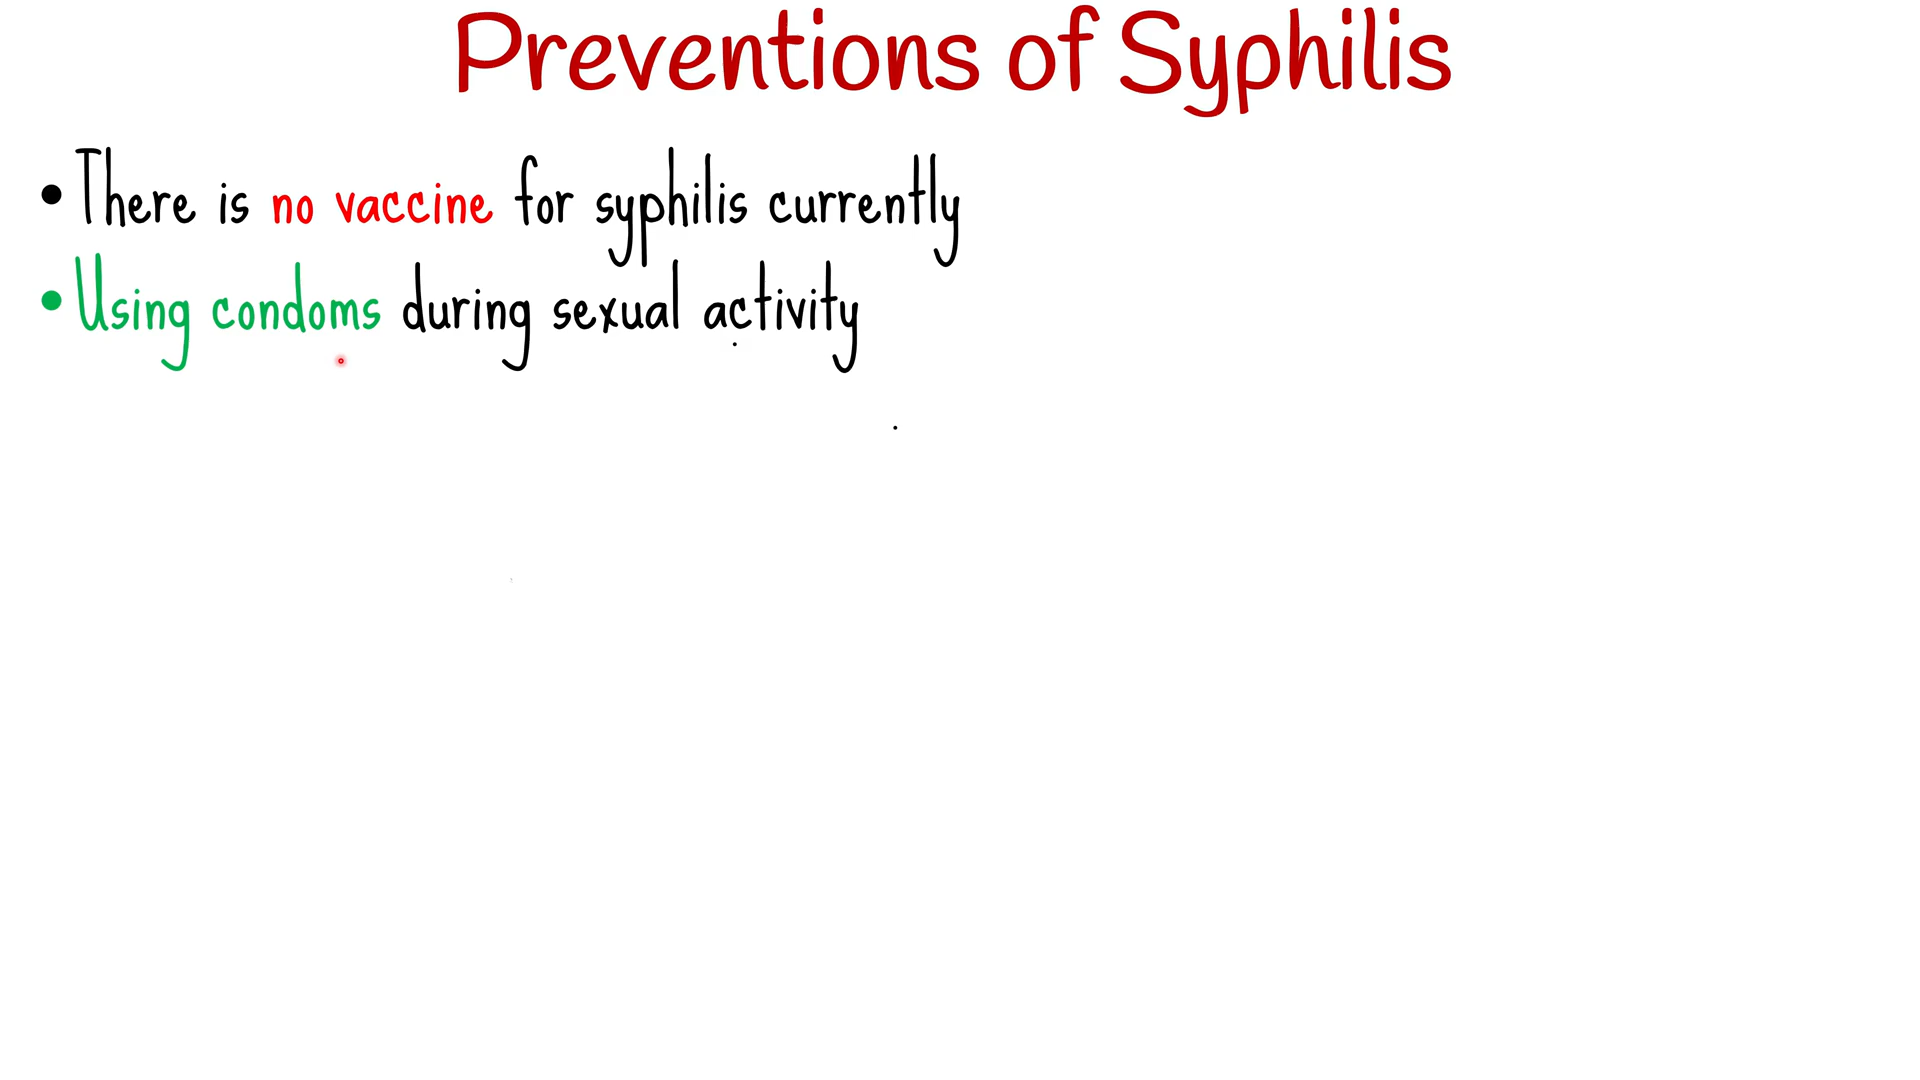 Preventions of Syphilis
• There is no vaccine for syphilis currently
• Using condoms during sexual activity